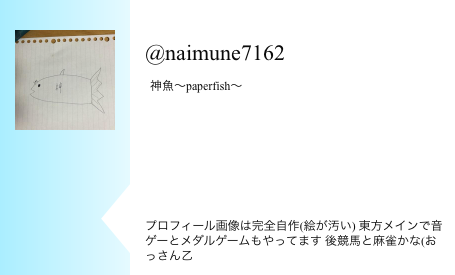 @naimune7162
神魚〜paperfish〜
プロフィール画像は完全自作(絵が汚い) 東方メインで音
ゲーとメダルゲームもやってます 後競馬と麻雀かな(お
っさん乙